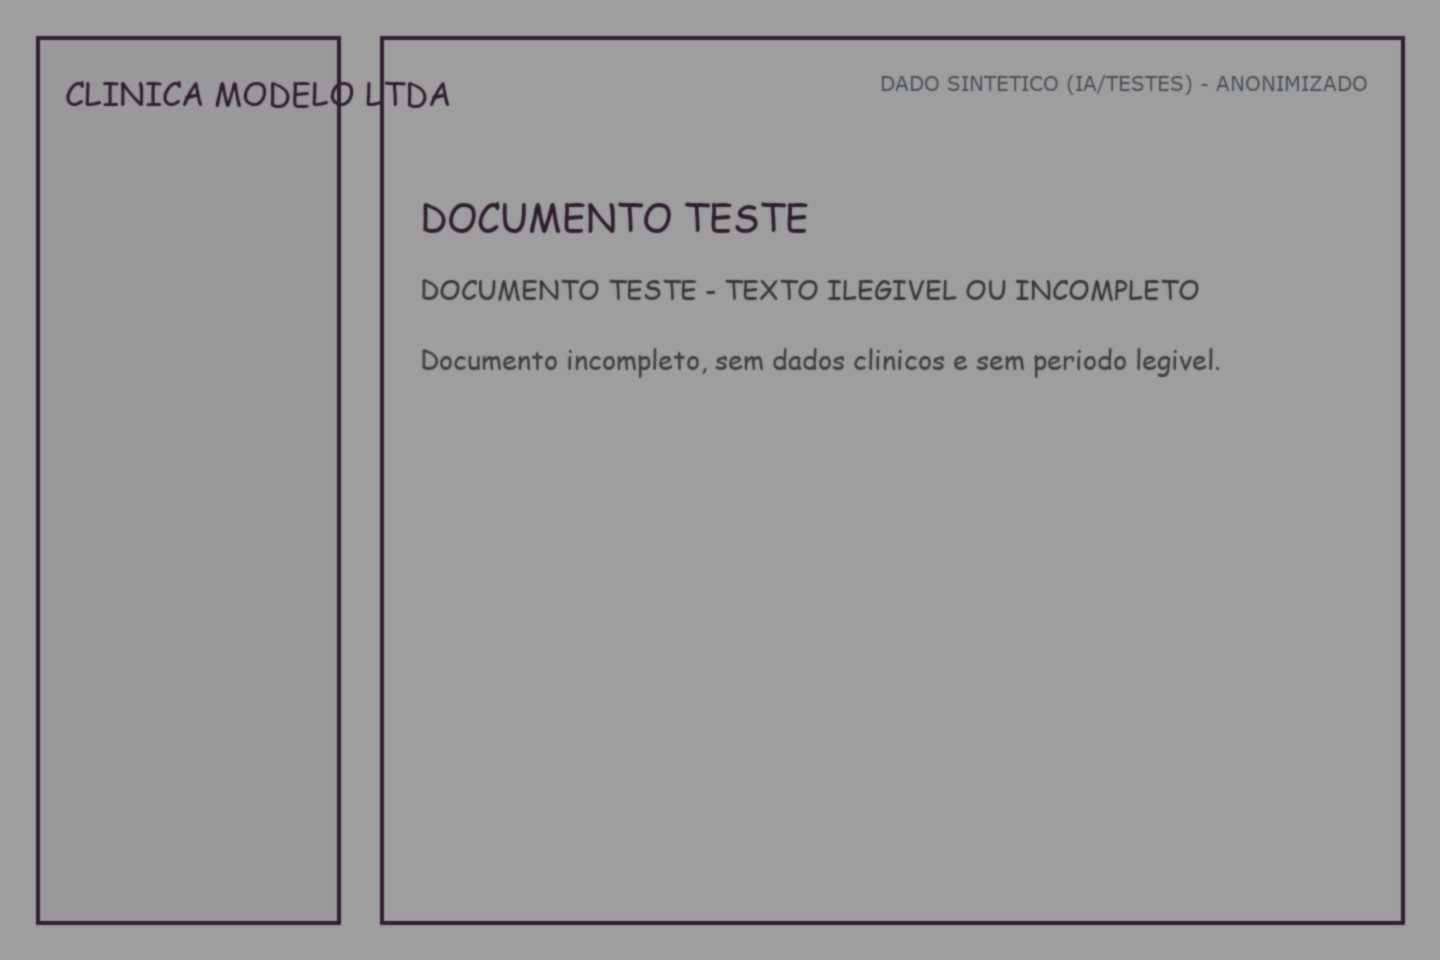 CLINICA MODELO LTDA
DADO SINTETICO (IA/TESTES) - ANONIMIZADO
DOCUMENTO TESTE
DOCUMENTO TESTE - TEXTO ILEGIVEL OU INCOMPLETO
Documento incompleto, sem dados clinicos e sem periodo legivel.